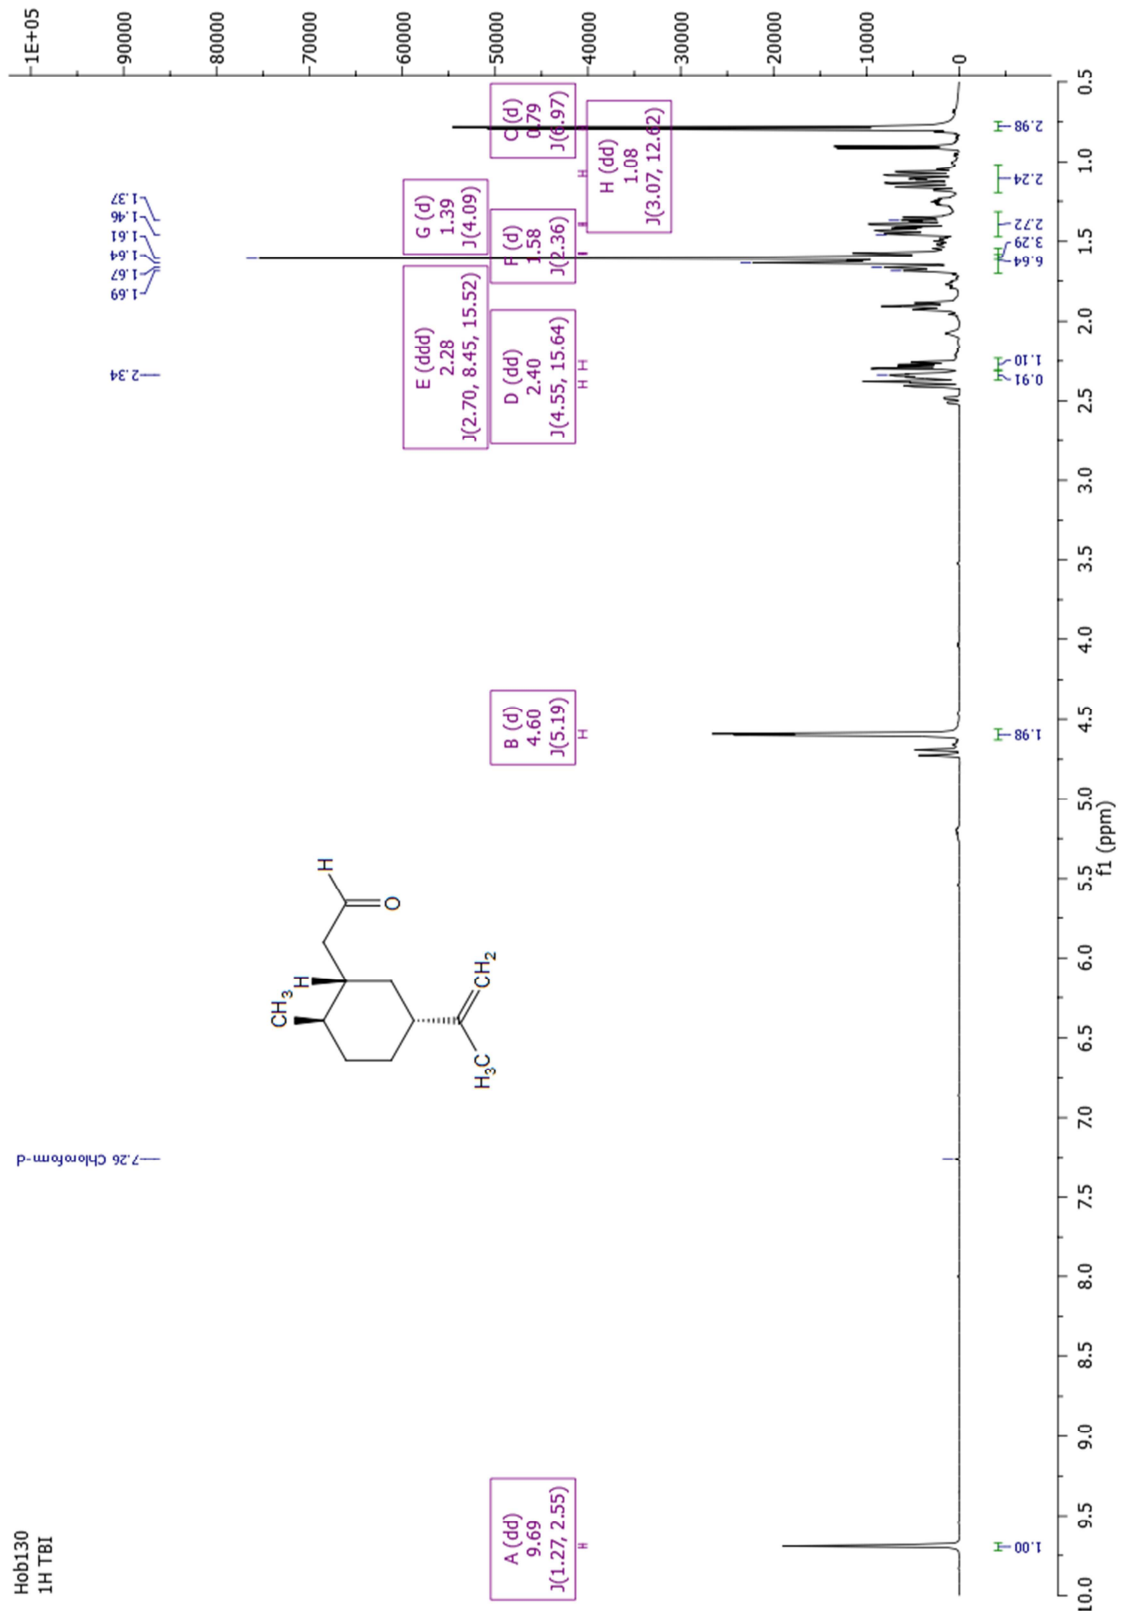 Hob130
1H TBI
7.26 Chloroform-d
2.34
1.69
1.67
1.64
1.61
1.46
1.37
A (dd)
9.69
J(1.27, 2.55)
B (d)
4.60
J(5.19)
E (ddd)
2.28
J(2.70, 8.45, 15.52)
D (dd)
2.40
J(4.55, 15.64)
G (d)
1.39
J(4.09)
F (d)
1.58
J(2.36)
C (d)
0.79
J(6.97)
H (dd)
1.08
J(3.07, 12.62)
CH3
H
H
O
H3C
CH2
1E+05
90000
80000
70000
60000
50000
40000
30000
20000
10000
0
1.00
1.98
0.91
1.10
6.64
3.29
2.72
2.24
2.98
10.0
9.5
9.0
8.5
8.0
7.5
7.0
6.5
6.0
5.5
5.0
4.5
4.0
3.5
3.0
2.5
2.0
1.5
1.0
0.5
f1 (ppm)